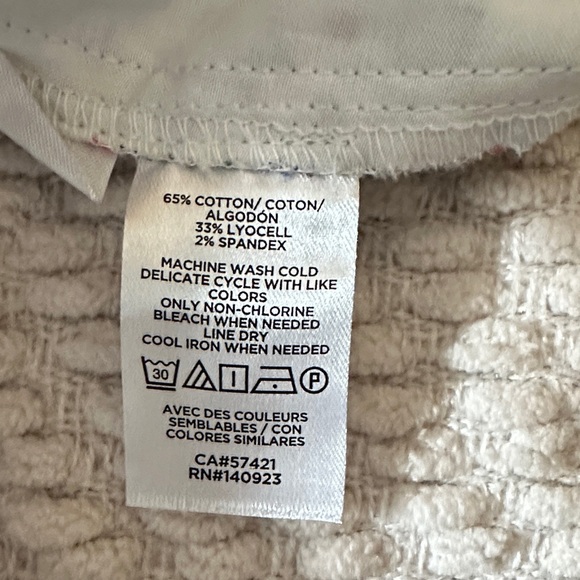 65% COTTON/ COTON/
ALGODÓN
33% LYOCELL
2% SPANDEX
MACHINE WASH COLD
DELICATE CYCLE WITH LIKE
COLORS
ONLY NON-CHLORINE
BLEACH WHEN NEEDED
LINE DRY
COOL IRON WHEN NEEDED
30 P
AVEC DES COULEURS
SEMBLABLES / CON
COLORES SIMILARES
CA#57421
RN#140923